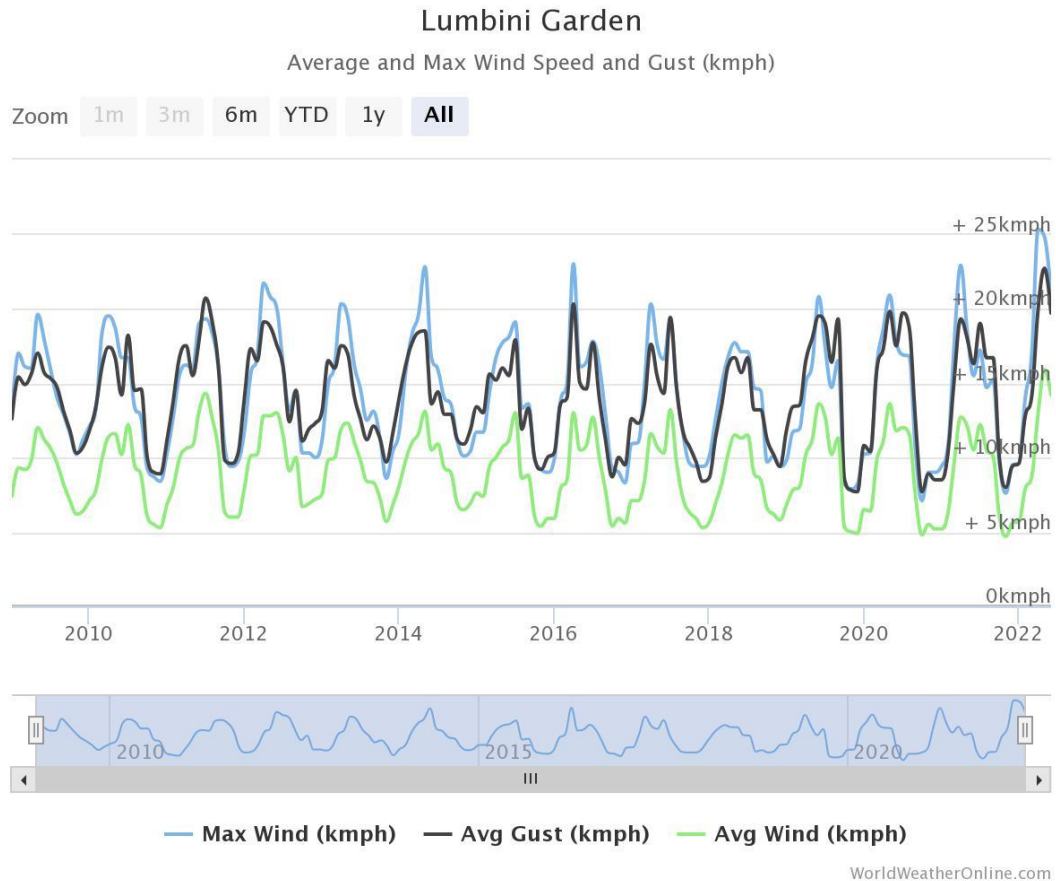 Lumbini Garden
Average and Max Wind Speed and Gust (kmph)
Zoom 1m 3m 6m YTD 1y All
+ 25kmph
+ 20kmph
+ 15kmph
+ 10kmph
+ 5kmph
0kmph
2010 2012 2014 2016 2018 2020 2022
2010 2015 2020
Max Wind (kmph) Avg Gust (kmph) Avg Wind (kmph)
WorldWeatherOnline.com